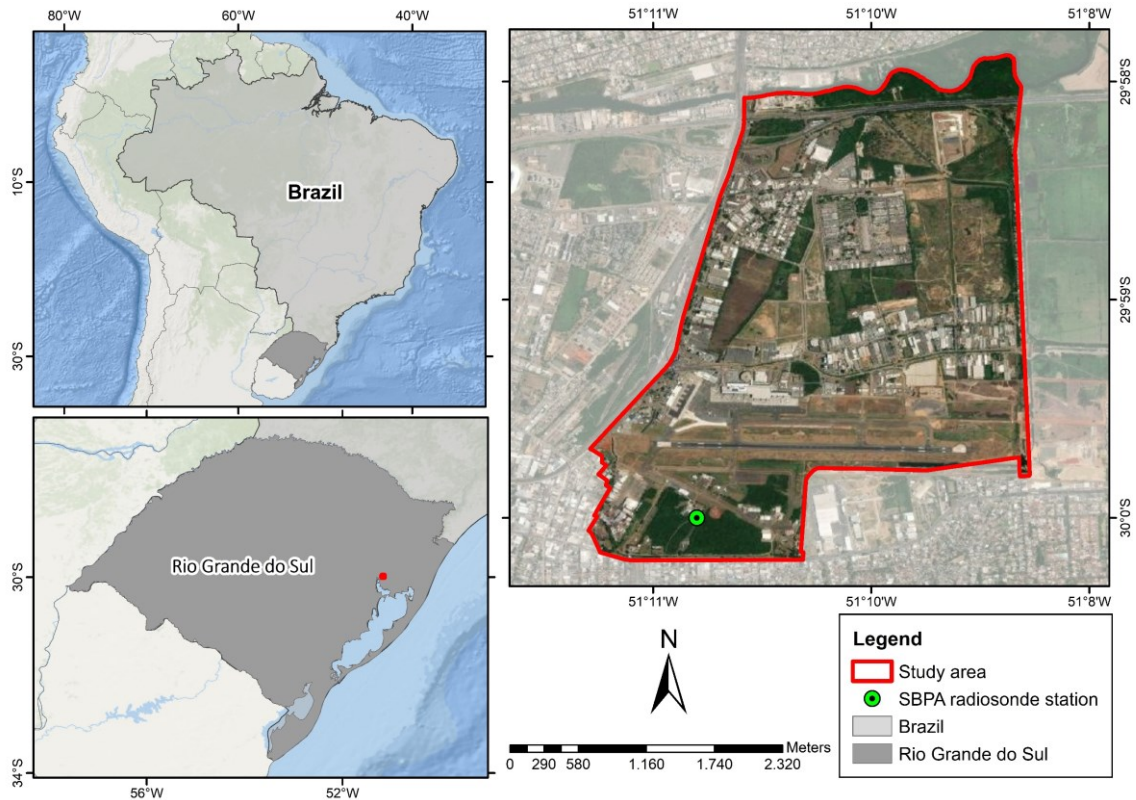 80°W 60°W 40°W
10°S
30°S
Brazil
51°11'W 51°10'W 51°8'W
29°58'S
29°59'S
30°0'S
51°11'W 51°10'W 51°8'W
Rio Grande do Sul
30°S
34°S
56°W 52°W
N
Meters
0 290 580 1.160 1.740 2.320
Legend
Study area
SBPA radiosonde station
Brazil
Rio Grande do Sul